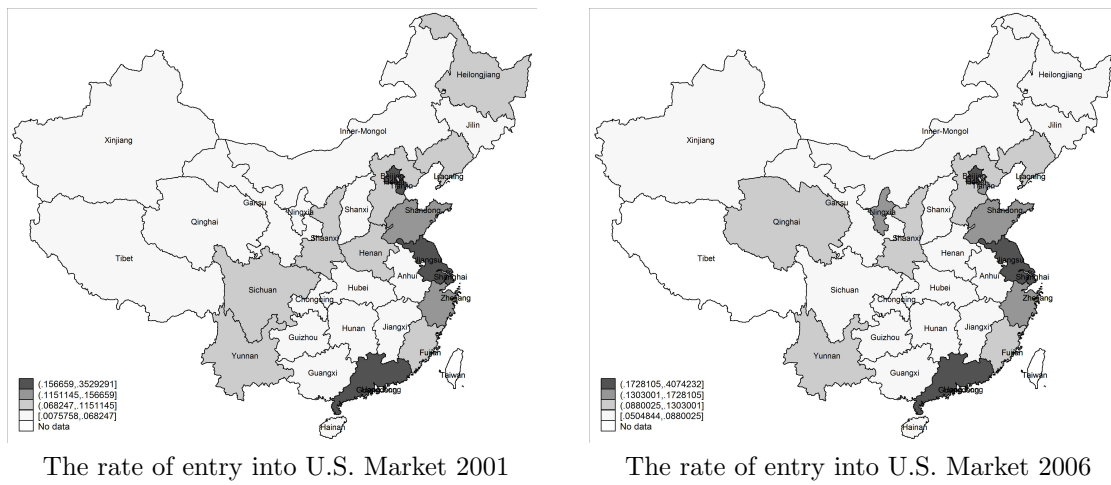 Heilongjiang
Jilin
Inner-Mongol
Xinjiang
Beijing
Tianjin
Liaoning
Gansu
Ningxia
Shanxi
Shandong
Qinghai
Shaanxi
Henan
Jiangsu
Tibet
Anhui
Shanghai
Sichuan
Hubei
Chongqing
Zhejiang
Hunan
Jiangxi
Guizhou
Fujian
Yunnan
Guangxi
Taiwan
Hainan
(.156659,.3529291]
(.1151145,.156659]
(.068247,.1151145]
[.0075758,.068247]
No data
The rate of entry into U.S. Market 2001
Heilongjiang
Jilin
Inner-Mongol
Xinjiang
Beijing
Tianjin
Liaoning
Gansu
Ningxia
Shanxi
Shandong
Qinghai
Shaanxi
Henan
Jiangsu
Tibet
Anhui
Shanghai
Sichuan
Hubei
Chongqing
Zhejiang
Hunan
Jiangxi
Guizhou
Fujian
Yunnan
Guangxi
Taiwan
Hainan
(.1728105,.4074232]
(.1303001,.1728105]
(.0880025,.1303001]
[.0504844,.0880025]
No data
The rate of entry into U.S. Market 2006